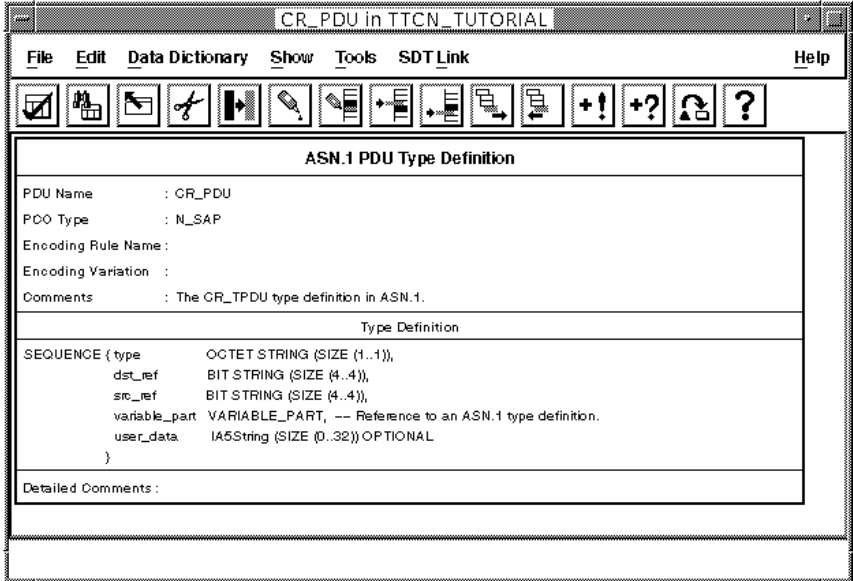 CR_PDU in TTCN_TUTORIAL
File Edit Data Dictionary Show Tools SDT Link Help
+! +? ?
ASN.1 PDU Type Definition
PDU Name : CR_PDU
PCO Type : N_SAP
Encoding Rule Name :
Encoding Variation :
Comments : The CR_TPDU type definition in ASN.1.
Type Definition
SEQUENCE { type OCTET STRING (SIZE (1..1)),
dst_ref BIT STRING (SIZE (4..4)),
src_ref BIT STRING (SIZE (4..4)),
variable_part VARIABLE_PART, -- Reference to an ASN.1 type definition.
user_data IA5String (SIZE (0..32)) OPTIONAL
}
Detailed Comments :